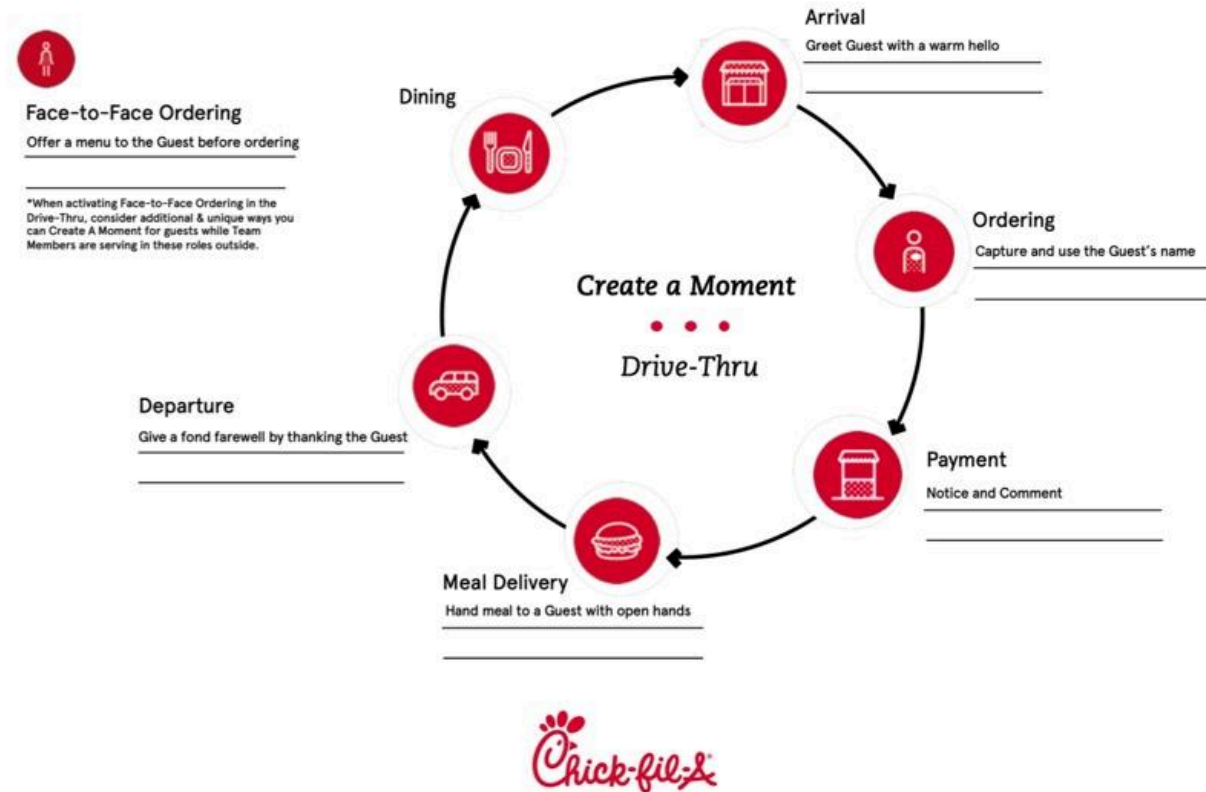 Face-to-Face Ordering
Offer a menu to the Guest before ordering
*When activating Face-to-Face Ordering in the
Drive-Thru, consider additional & unique ways you
can Create A Moment for guests while Team
Members are serving in these roles outside.
Arrival
Greet Guest with a warm hello
Dining
Ordering
Capture and use the Guest's name
Create a Moment
Drive-Thru
Departure
Give a fond farewell by thanking the Guest
Payment
Notice and Comment
Meal Delivery
Hand meal to a Guest with open hands
Chick-fil-A